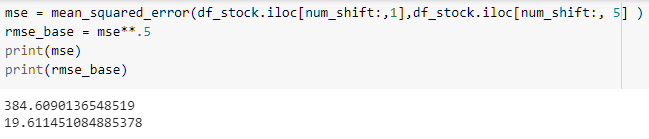 mse = mean_squared_error(df_stock.iloc[num_shift:,1],df_stock.iloc[num_shift:, 5] )
rmse_base = mse**.5
print(mse)
print(rmse_base)
384.6090136548519
19.611451084885378